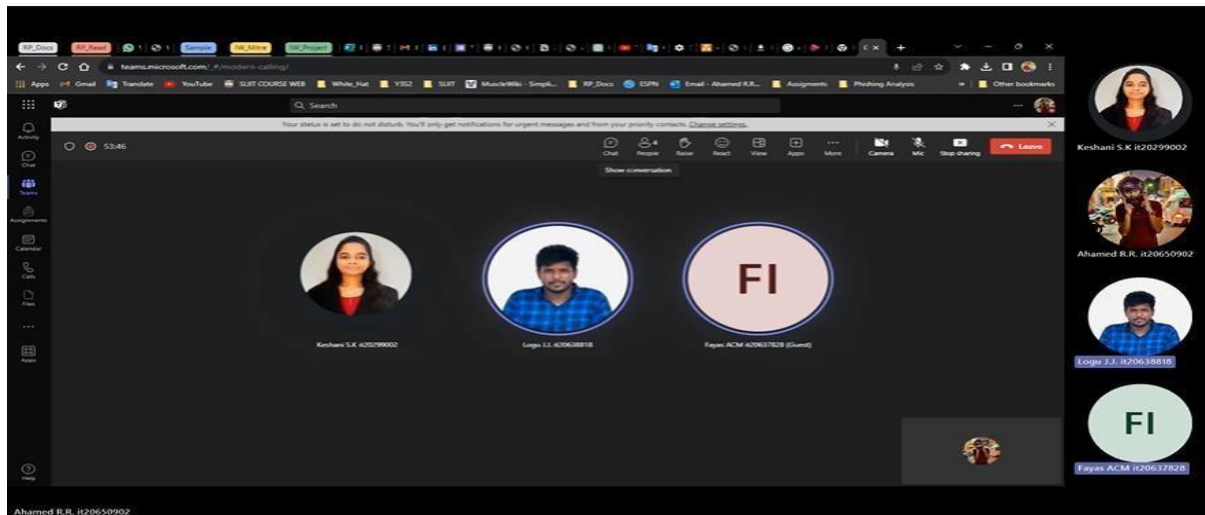 RP_Docs RP_Read Sample IW_Mitre IW_Project
teams.microsoft.com/_#/modern-calling/
Apps Gmail Translate YouTube SLIIT COURSE WEB White_Hat Y3S2 SLIIT MuscleWiki - Simpli... RP_Docs ESPN Email - Ahamed R.R... Assigments Phishing Analysis Other bookmarks
Search
Your status is set to do not disturb. You'll only get notifications for urgent messages and from your priority contacts. Change settings.
Activity
53:46
Chat People Raise React View Apps More Camera Mic Stop sharing Leave
Keshani S.K it20299002
Chat
Show conversation
Teams
Assignments
Calendar
Ahamed R.R. it20650902
Calls
FI
Files
Keshani S.K it20299002 Logu J.J. it20638818 Fayas ACM it20637828 (Guest)
Apps
Logu J.J. it20638818
FI
Help
Fayas ACM it20637828
Ahamed R.R. it20650902